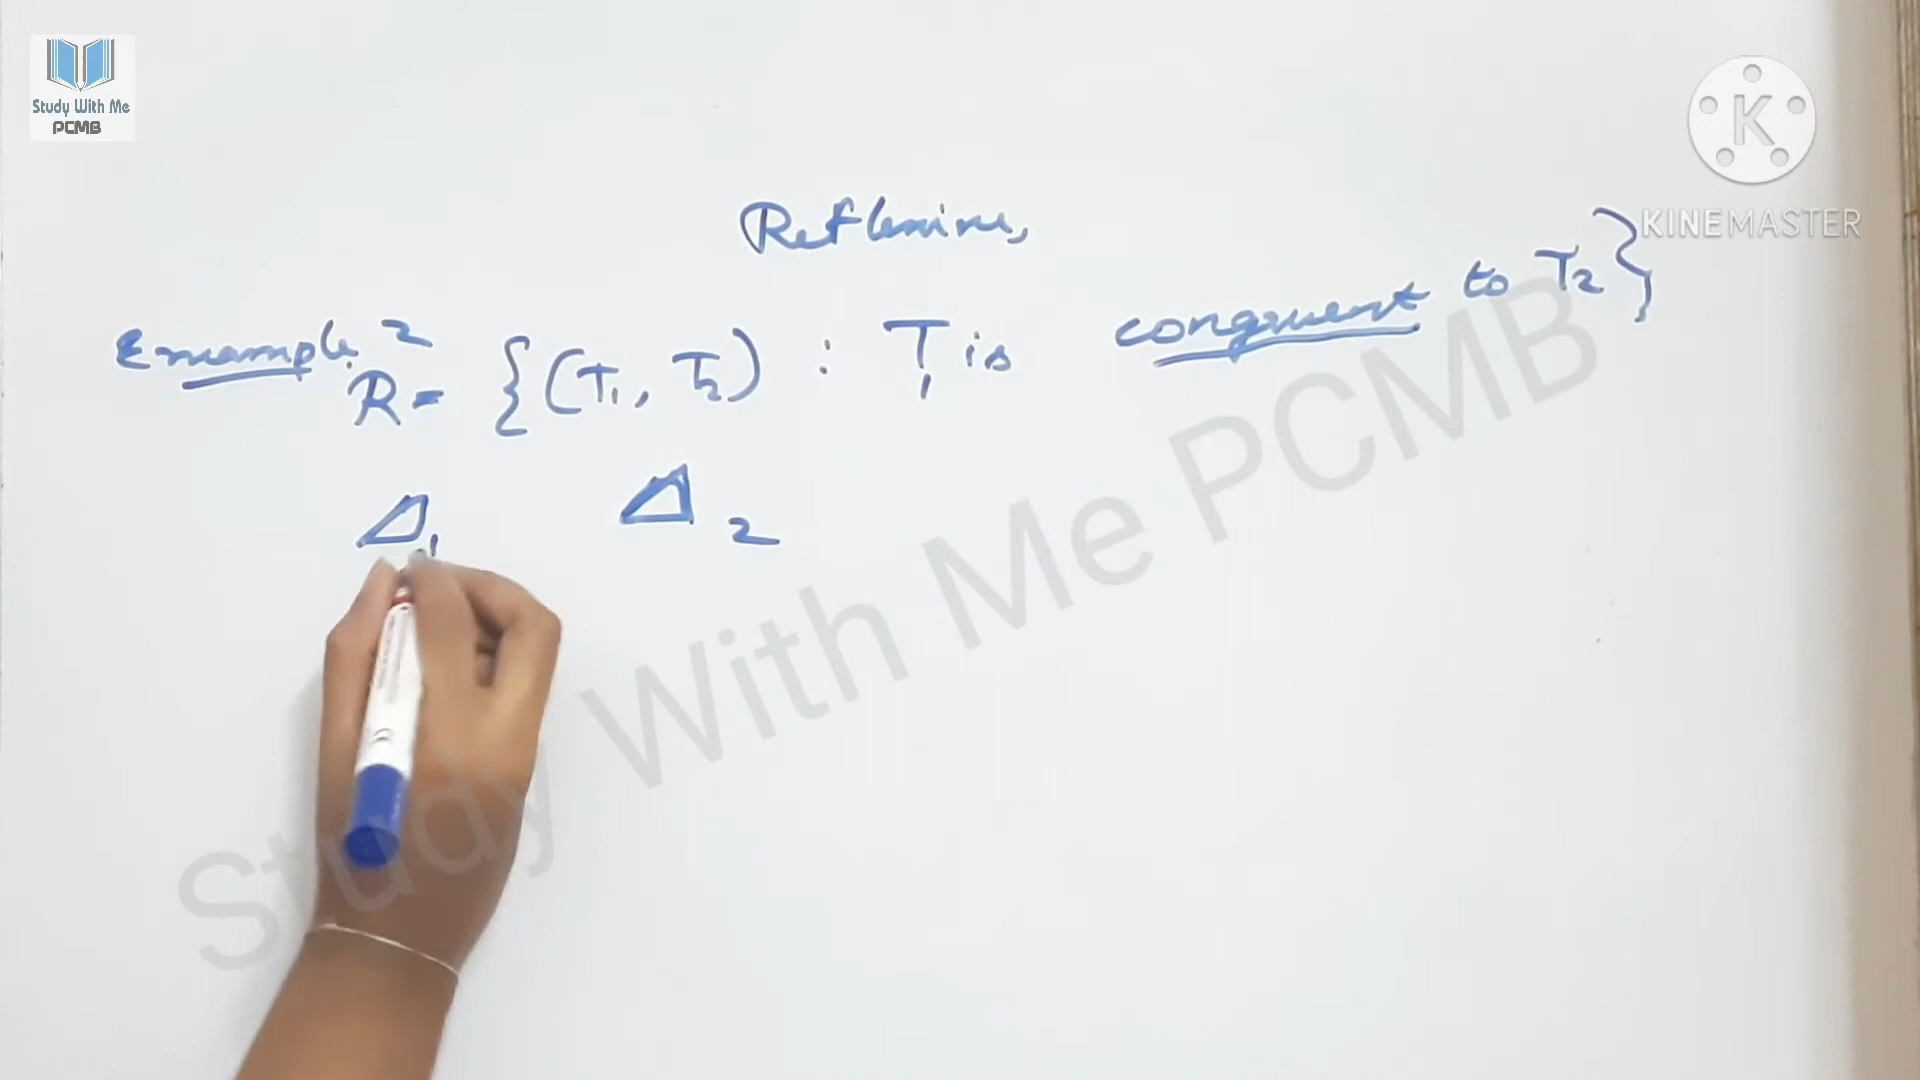 Study With Me
PCMB
K
KINEMASTER
Reflexive,
Example 2
R = {(T1, T2) : T1 is congruent to T2}
Δ1 Δ2
Study With Me PCMB